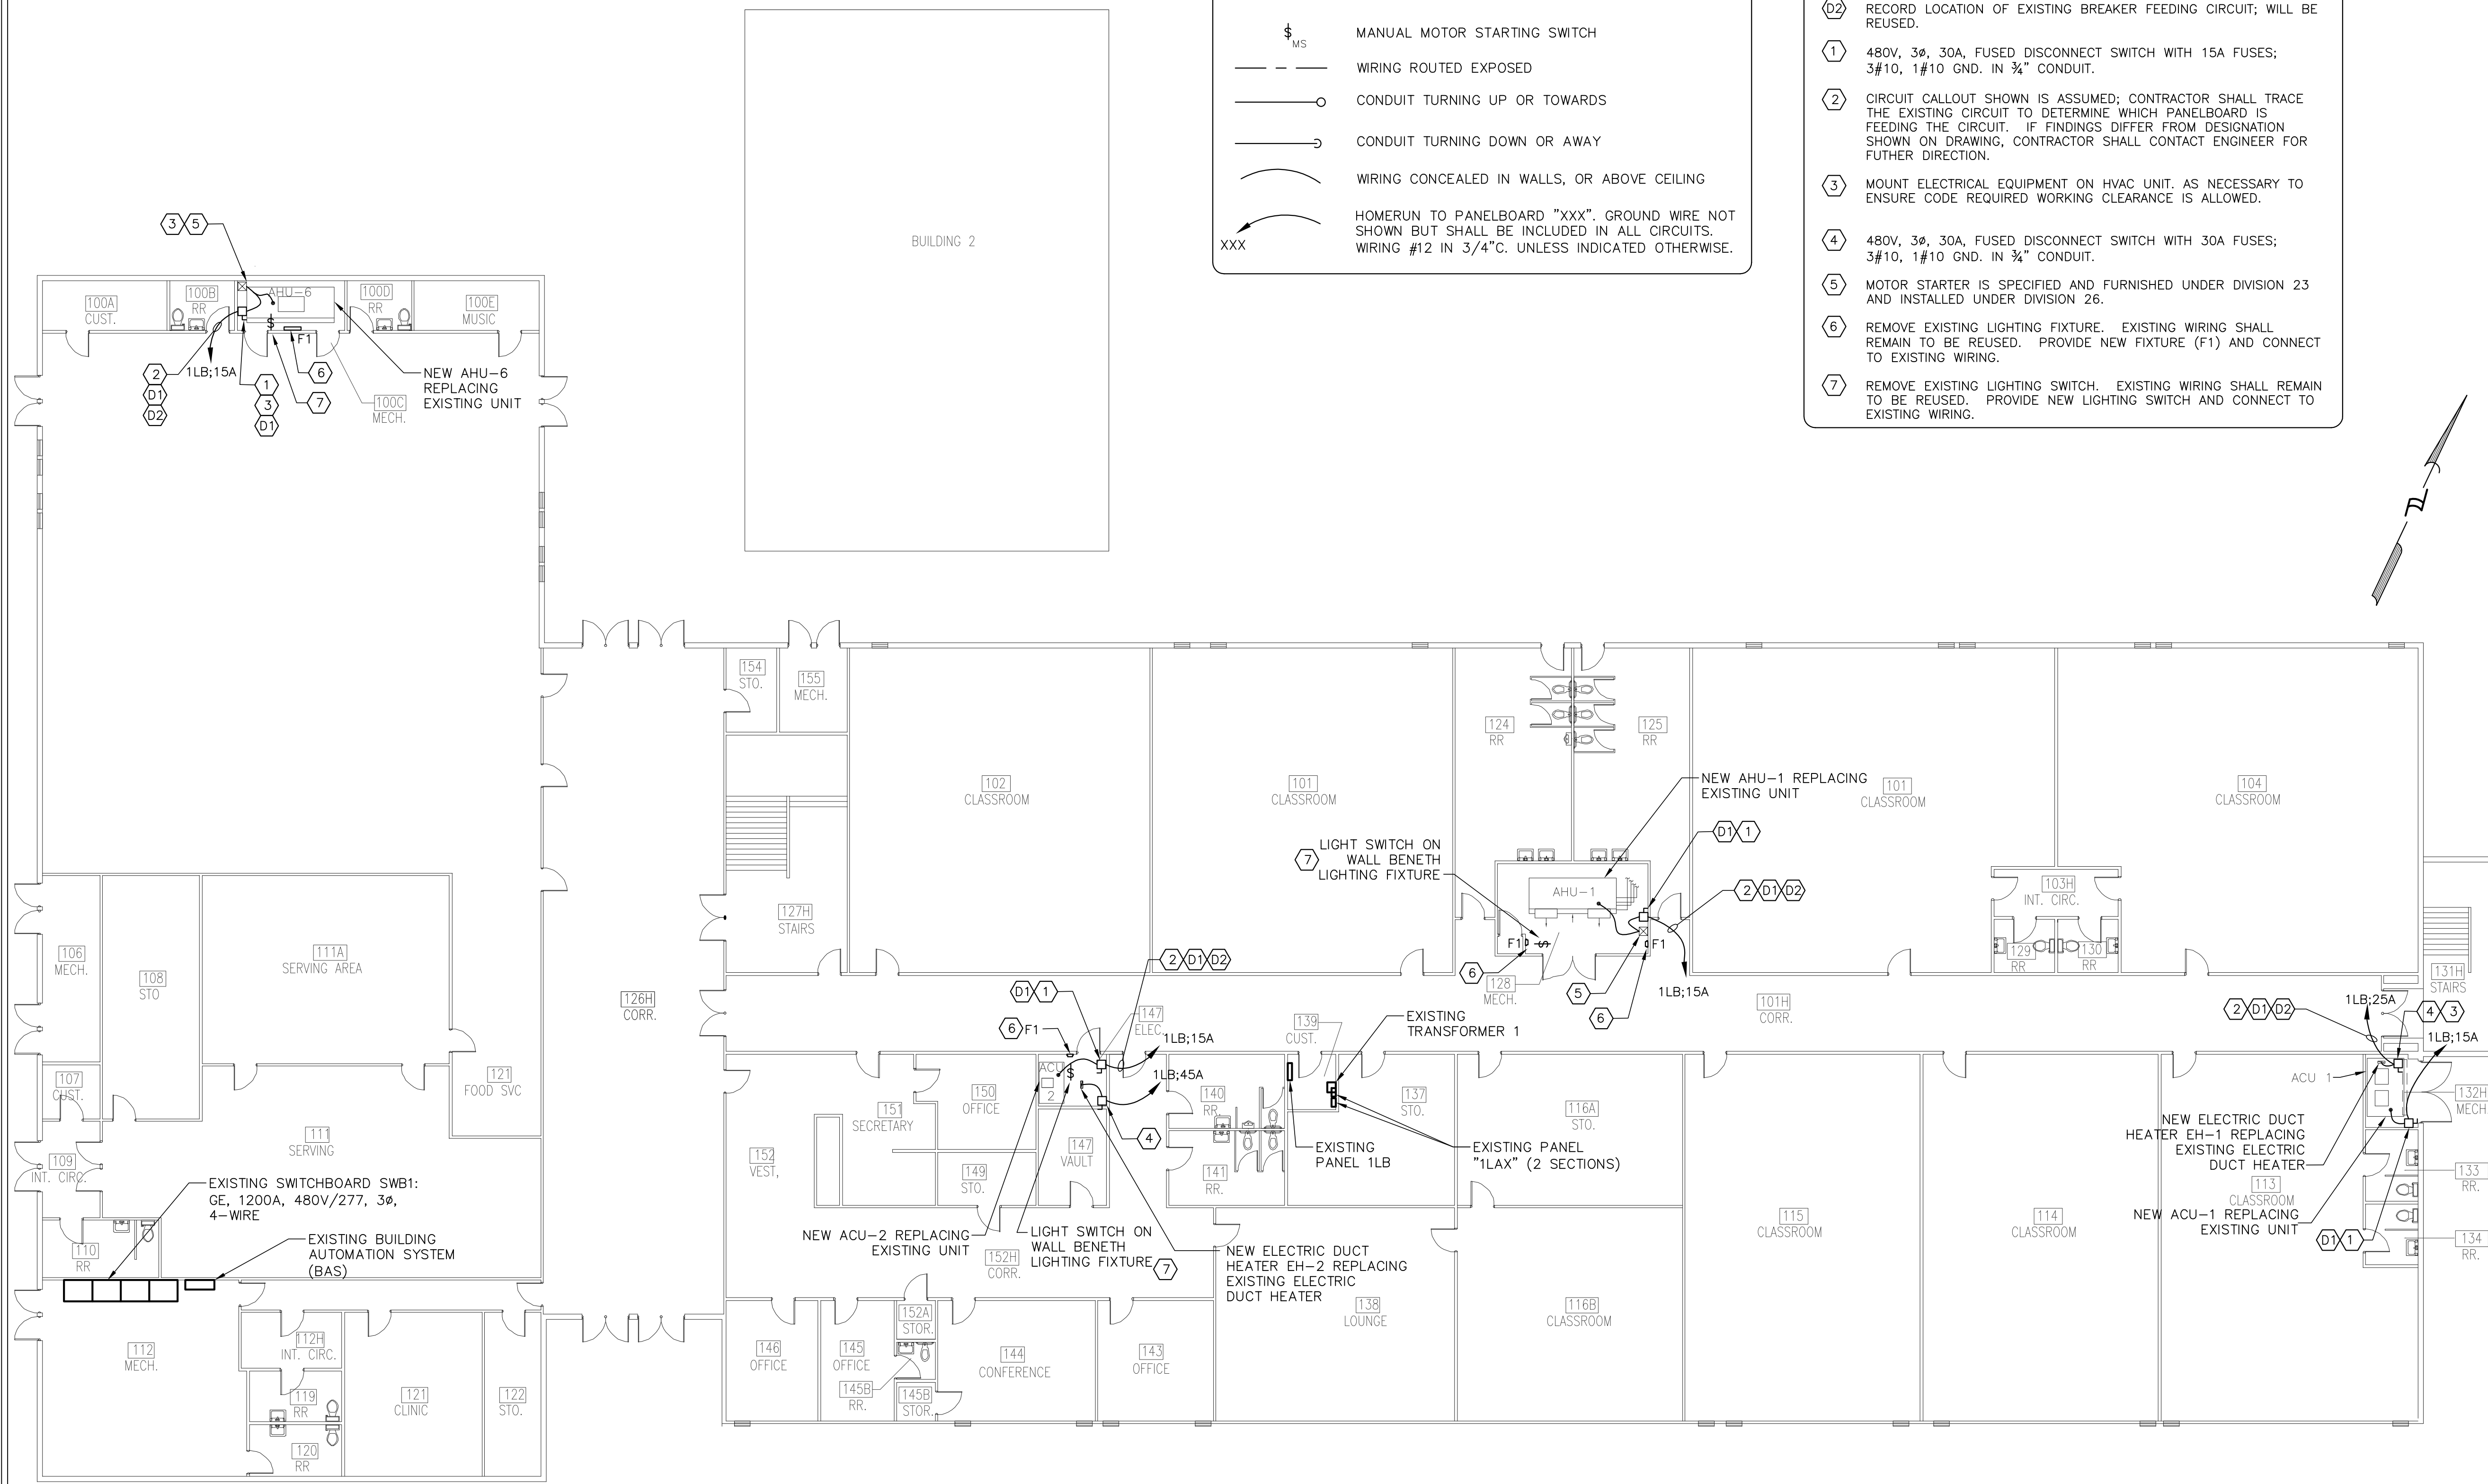 $
MS
MANUAL MOTOR STARTING SWITCH
WIRING ROUTED EXPOSED
CONDUIT TURNING UP OR TOWARDS
CONDUIT TURNING DOWN OR AWAY
WIRING CONCEALED IN WALLS, OR ABOVE CEILING
XXX
HOMERUN TO PANELBOARD "XXX". GROUND WIRE NOT
SHOWN BUT SHALL BE INCLUDED IN ALL CIRCUITS.
WIRING #12 IN 3/4"C. UNLESS INDICATED OTHERWISE.
D2 RECORD LOCATION OF EXISTING BREAKER FEEDING CIRCUIT; WILL BE
REUSED.
1 480V, 3ø, 30A, FUSED DISCONNECT SWITCH WITH 15A FUSES;
3#10, 1#10 GND. IN ¾" CONDUIT.
2 CIRCUIT CALLOUT SHOWN IS ASSUMED; CONTRACTOR SHALL TRACE
THE EXISTING CIRCUIT TO DETERMINE WHICH PANELBOARD IS
FEEDING THE CIRCUIT. IF FINDINGS DIFFER FROM DESIGNATION
SHOWN ON DRAWING, CONTRACTOR SHALL CONTACT ENGINEER FOR
FUTHER DIRECTION.
3 MOUNT ELECTRICAL EQUIPMENT ON HVAC UNIT. AS NECESSARY TO
ENSURE CODE REQUIRED WORKING CLEARANCE IS ALLOWED.
4 480V, 3ø, 30A, FUSED DISCONNECT SWITCH WITH 30A FUSES;
3#10, 1#10 GND. IN ¾" CONDUIT.
5 MOTOR STARTER IS SPECIFIED AND FURNISHED UNDER DIVISION 23
AND INSTALLED UNDER DIVISION 26.
6 REMOVE EXISTING LIGHTING FIXTURE. EXISTING WIRING SHALL
REMAIN TO BE REUSED. PROVIDE NEW FIXTURE (F1) AND CONNECT
TO EXISTING WIRING.
7 REMOVE EXISTING LIGHTING SWITCH. EXISTING WIRING SHALL REMAIN
TO BE REUSED. PROVIDE NEW LIGHTING SWITCH AND CONNECT TO
EXISTING WIRING.
BUILDING 2
3 5
100A
CUST.
100B
RR
AHU-6
100D
RR
100E
MUSIC
$
F1
2
D1
D2
1LB;15A
1
3
D1
6
7
100C
MECH.
NEW AHU-6
REPLACING
EXISTING UNIT
154
STO.
155
MECH.
102
CLASSROOM
101
CLASSROOM
124
RR
125
RR
NEW AHU-1 REPLACING
EXISTING UNIT
101
CLASSROOM
104
CLASSROOM
D1 1
7
LIGHT SWITCH ON
WALL BENETH
LIGHTING FIXTURE
AHU-1
2 D1 D2
103H
INT. CIRC.
127H
STAIRS
F1
$
F1
129
RR
130
RR
6
128
MECH.
5
6
1LB;15A
101H
CORR.
131H
STAIRS
106
MECH.
108
STO
111A
SERVING AREA
126H
CORR.
2 D1 D2
D1 1
6 F1
147
ELEC.
1LB;15A
1LB;45A
139
CUST.
EXISTING
TRANSFORMER 1
2 D1 D2
1LB;25A
4 3
1LB;15A
107
CUST.
121
FOOD SVC
ACU
2
$
150
OFFICE
151
SECRETARY
140
RR.
137
STO.
116A
STO.
ACU 1
132H
MECH
4
109
INT. CIRC.
111
SERVING
152
VEST,
149
STO.
147
VAULT
141
RR.
EXISTING
PANEL 1LB
EXISTING PANEL
"1LAX" (2 SECTIONS)
NEW ELECTRIC DUCT
HEATER EH-1 REPLACING
EXISTING ELECTRIC
DUCT HEATER
133
RR.
113
CLASSROOM
NEW ACU-1 REPLACING
EXISTING UNIT
D1 1
134
RR.
EXISTING SWITCHBOARD SWB1:
GE, 1200A, 480V/277, 3ø,
4-WIRE
EXISTING BUILDING
AUTOMATION SYSTEM
(BAS)
110
RR
NEW ACU-2 REPLACING
EXISTING UNIT
152H
CORR.
LIGHT SWITCH ON
WALL BENETH
LIGHTING FIXTURE
7
NEW ELECTRIC DUCT
HEATER EH-2 REPLACING
EXISTING ELECTRIC
DUCT HEATER
115
CLASSROOM
114
CLASSROOM
138
LOUNGE
116B
CLASSROOM
112
MECH.
112H
INT. CIRC.
119
RR
120
RR
121
CLINIC
122
STO.
146
OFFICE
145
OFFICE
152A
STOR.
145B
RR.
145B
STOR.
144
CONFERENCE
143
OFFICE